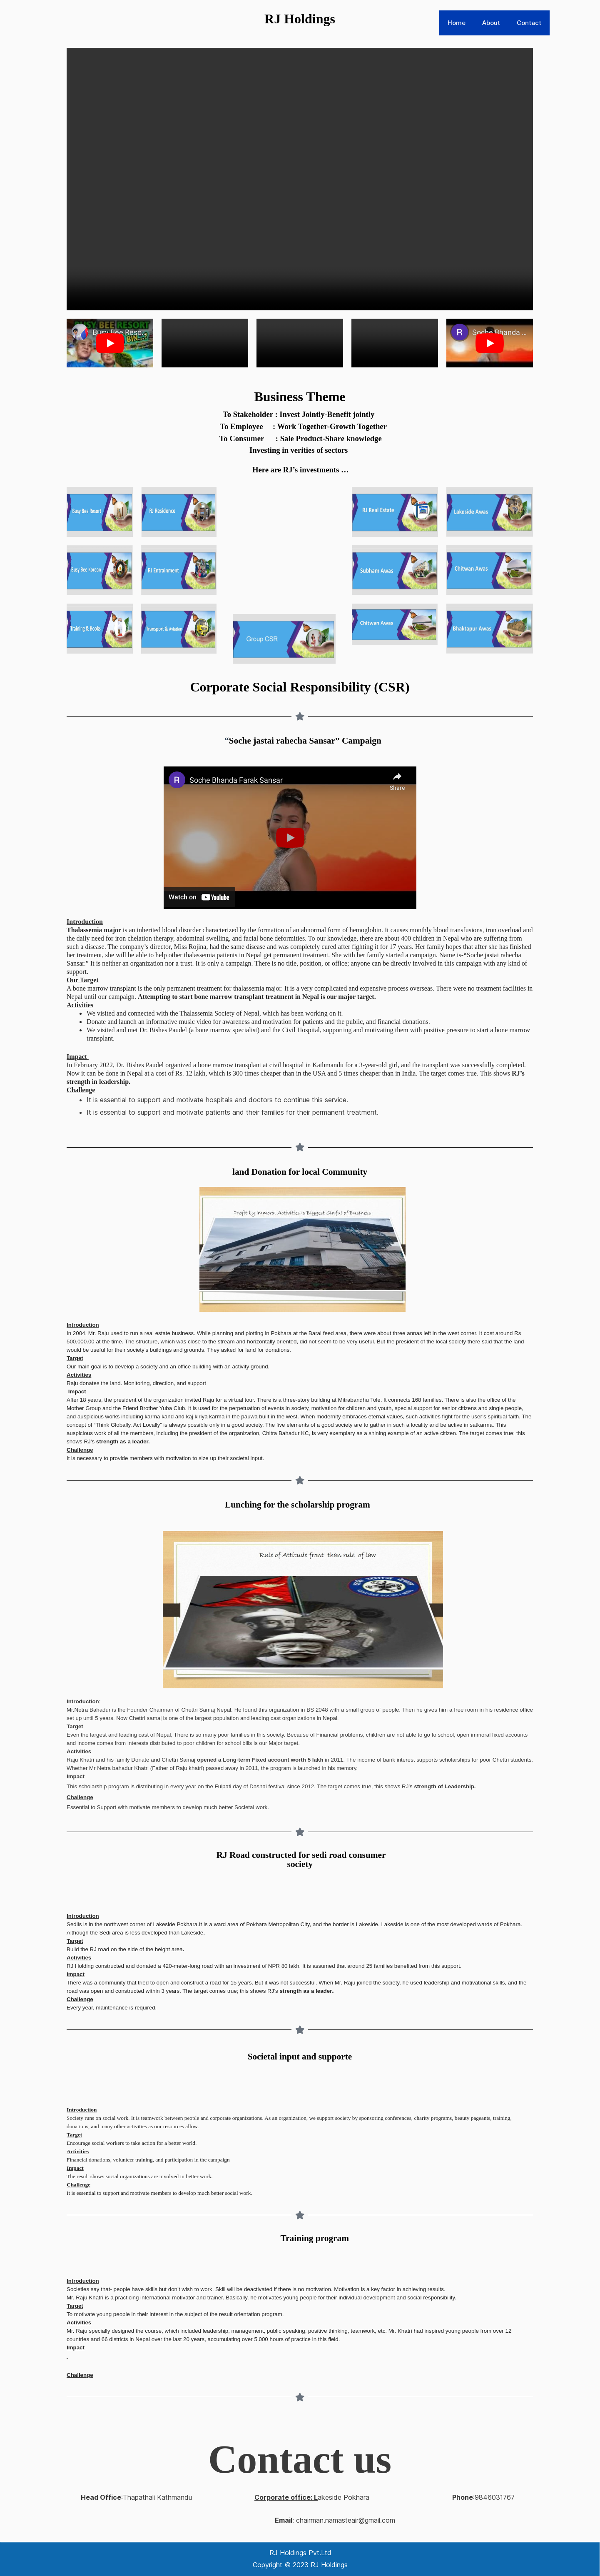 RJ Holdings
Home About Contact
Busy Bee Reso...
R Soche Bhanda ...
Business Theme
To Stakeholder : Invest Jointly-Benefit jointly
To Employee : Work Together-Growth Together
To Consumer : Sale Product-Share knowledge
Investing in verities of sectors
Here are RJ's investments …
Busy Bee Resort
RJ Residence
RJ Real Estate
Lakeside Awas
RJ Entrainment
Subham Awan
Chitwan Awas
Training & Books
Group CSR
Chitwan Awas
Bhaktapur Awas
Corporate Social Responsibility (CSR)
“Soche jastai rahecha Sansar” Campaign
R Soche Bhanda Farak Sansar
Share
Watch on YouTube
Introduction
Thalassemia major is an inherited blood disorder characterized by the formation of an abnormal form of hemoglobin. It causes monthly blood transfusions, iron overload and
the daily need for iron chelation therapy, abdominal swelling, and facial bone deformities. To our knowledge, there are about 400 children in Nepal who are suffering from
such a disease. The company’s director, Miss Rojina, had the same disease and was completely cured after fighting it for 17 years. Her family hopes that after she has finished
her treatment, she will be able to help other thalassemia patients in Nepal get permanent treatment. She with her family started a campaign. Name is-“Soche jastai rahecha
Sansar.” It is neither an organization nor a trust. It is only a campaign. There is no title, position, or office; anyone can be directly involved in this campaign with any kind of
support.
Our Target
A bone marrow transplant is the only permanent treatment for thalassemia major. It is a very complicated and expensive process overseas. There were no treatment facilities in
Nepal until our campaign. Attempting to start bone marrow transplant treatment in Nepal is our major target.
Activities
• We visited and connected with the Thalassemia Society of Nepal, which has been working on it.
• Donate and launch an informative music video for awareness and motivation for patients and the public, and financial donations.
• We visited and met Dr. Bishes Paudel (a bone marrow specialist) and the Civil Hospital, supporting and motivating them with positive pressure to start a bone marrow
transplant.
Impact
In February 2022, Dr. Bishes Paudel organized a bone marrow transplant at civil hospital in Kathmandu for a 3-year-old girl, and the transplant was successfully completed.
Now it can be done in Nepal at a cost of Rs. 12 lakh, which is 300 times cheaper than in the USA and 5 times cheaper than in India. The target comes true. This shows RJ’s
strength in leadership.
Challenge
• It is essential to support and motivate hospitals and doctors to continue this service.
• It is essential to support and motivate patients and their families for their permanent treatment.
land Donation for local Community
Profit By Immoral Activities Is Biggest Sinful of Business
Introduction
In 2004, Mr. Raju used to run a real estate business. While planning and plotting in Pokhara at the Baral feed area, there were about three annas left in the west corner. It cost around Rs
500,000.00 at the time. The structure, which was close to the stream and horizontally oriented, did not seem to be very useful. But the president of the local society there said that the land
would be useful for their society's buildings and grounds. They asked for land for donations.
Target
Our main goal is to develop a society and an office building with an activity ground.
Activities
Raju donates the land. Monitoring, direction, and support
Impact
After 18 years, the president of the organization invited Raju for a virtual tour. There is a three-story building at Mitrabandhu Tole. It connects 168 families. There is also the office of the
Mother Group and the Friend Brother Yuba Club. It is used for the perpetuation of events in world society, motivation for children and youth, special support for senior citizens and single people,
and auspicious works including karma kand and kaj kiriya karma in the pauwa built in the west. When modernity embraces eternal values, such activities fight for the user's spiritual faith. The
concept of "Think Globally, Act Locally" is always possible only in a good society. The five elements of a good society are to gather in such a locality and be active in satkarma. This
auspicious work of all the members, including the president of the organization, Chitra Bahadur KC, is very exemplary as a shining example of an active citizen. The target comes true; this
shows RJ's strength as a leader.
Challenge
It is necessary to provide members with motivation to size up their societal input.
Lunching for the scholarship program
Rule of Attitude front than rule of law
Introduction:
Mr.Netra Bahadur is the Founder Chairman of Chettri Samaj Nepal. He found this organization in BS 2048 with a small group of people. Then he gives him a free room in his residence office
set up until 5 years. Now Chettri samaj is one of the largest population and leading cast organizations in Nepal.
Target
Even the largest and leading cast of Nepal, There is so many poor families in this society. Because of Financial problems, children are not able to go to school, open immoral fixed accounts
and income comes from interests distributed to poor children for school bills is our Major target.
Activities
Raju Khatri and his family Donate and Chettri Samaj opened a Long-term Fixed account worth 5 lakh in 2011. The income of bank interest supports scholarships for poor Chettri students.
Whether Mr Netra bahadur Khatri (Father of Raju khatri) passed away in 2011, the program is launched in his memory.
Impact
This scholarship program is distributing in every year on the Fulpati day of Dashai festival since 2012. The target comes true, this shows RJ's strength of Leadership.
Challenge
Essential to Support with motivate members to develop much better Societal work.
RJ Road constructed for sedi road consumer
society
Introduction
Sediis is in the northwest corner of Lakeside Pokhara.It is a ward area of Pokhara Metropolitan City, and the border is Lakeside. Lakeside is one of the most developed wards of Pokhara.
Although the Sedi area is less developed than Lakeside,
Target
Build the RJ road on the side of the height area.
Activities
RJ Holding constructed and donated a 420-meter-long road with an investment of NPR 80 lakh. It is assumed that around 25 families benefited from this support.
Impact
There was a community that tried to open and construct a road for 15 years. But it was not successful. When Mr. Raju joined the society, he used leadership and motivational skills, and the
road was open and constructed within 3 years. The target comes true; this shows RJ's strength as a leader.
Challenge
Every year, maintenance is required.
Societal input and supporte
Introduction
Society runs on social work. It is teamwork between people and corporate organizations. As an organization, we support society by sponsoring conferences, charity programs, beauty pageants, training,
donations, and many other activities as our resources allow.
Target
Encourage social workers to take action for a better world.
Activities
Financial donations, volunteer training, and participation in the campaign
Impact
The result shows social organizations are involved in better work.
Challenge
It is essential to support and motivate members to develop much better social work.
Training program
Introduction
Societies say that- people have skills but don't wish to work. Skill will be deactivated if there is no motivation. Motivation is a key factor in achieving results.
Mr. Raju Khatri is a practicing international motivator and trainer. Basically, he motivates young people for their individual development and social responsibility.
Target
To motivate young people in their interest in the subject of the result orientation program.
Activities
Mr. Raju specially designed the course, which included leadership, management, public speaking, positive thinking, teamwork, etc. Mr. Khatri had inspired young people from over 12
countries and 66 districts in Nepal over the last 20 years, accumulating over 5,000 hours of practice in this field.
Impact
Challenge
Contact us
Head Office:Thapathali Kathmandu Corporate office: Lakeside Pokhara Phone:9846031767
Email: chairman.namasteair@gmail.com
RJ Holdings Pvt.Ltd
Copyright © 2023 RJ Holdings